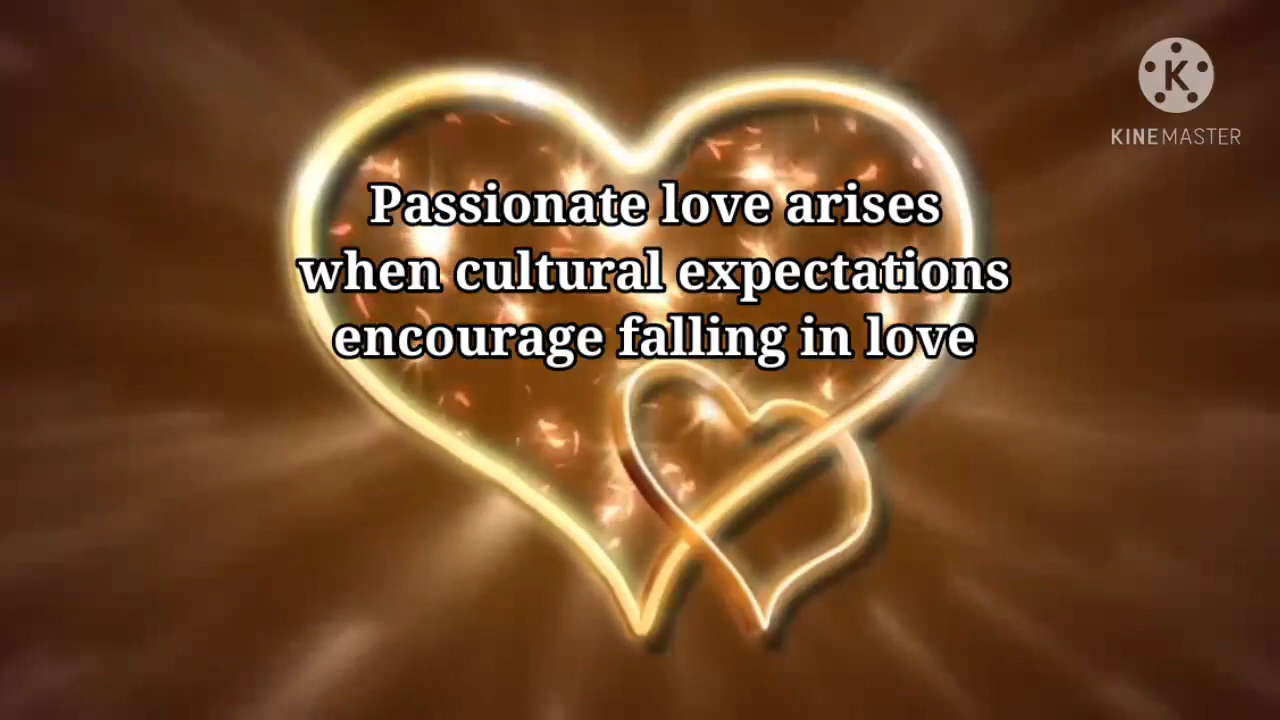 K
KINEMASTER
Passionate love arises
when cultural expectations
encourage falling in love